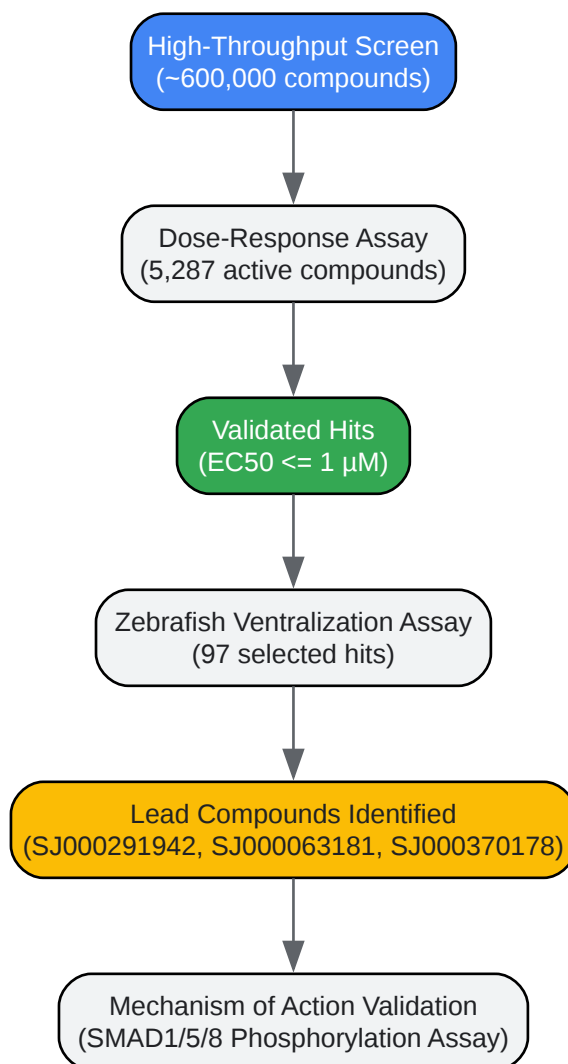 High-Throughput Screen
(~600,000 compounds)
Dose-Response Assay
(5,287 active compounds)
Validated Hits
(EC50 <= 1 µM)
Zebrafish Ventralization Assay
(97 selected hits)
Lead Compounds Identified
(SJ000291942, SJ000063181, SJ000370178)
Mechanism of Action Validation
(SMAD1/5/8 Phosphorylation Assay)